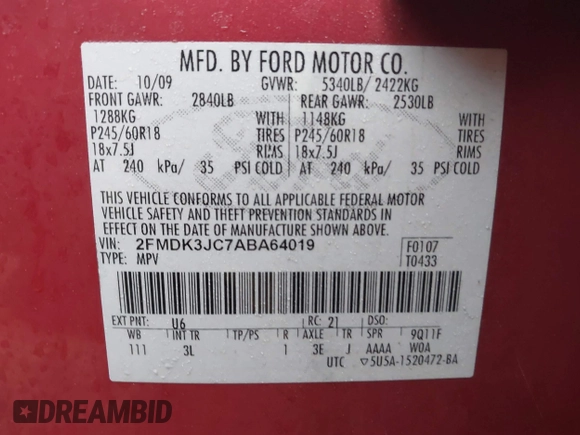 MFD. BY FORD MOTOR CO.
DATE: 10/09 GVWR: 5340LB/ 2422KG
FRONT GAWR: 2840LB REAR GAWR: 2530LB
1288KG WITH 1148KG WITH
P245/60R18 TIRES P245/60R18 TIRES
18x7.5J RIMS 18x7.5J RIMS
AT 240 kPa/ 35 PSI COLD AT 240 kPa/ 35 PSI COLD
THIS VEHICLE CONFORMS TO ALL APPLICABLE FEDERAL MOTOR
VEHICLE SAFETY AND THEFT PREVENTION STANDARDS IN
EFFECT ON THE DATE OF MANUFACTURE SHOWN ABOVE.
VIN: 2FMDK3JC7ABA64019 F0107
TYPE: MPV T0433
EXT PNT: U6 RC: 21 DSO:
WB INT TR TP/PS R AXLE TR SPR 9Q11F
111 3L 1 3E J AAAA W0A
UTC ▽5U5A-1520472-BA
DREAMBID